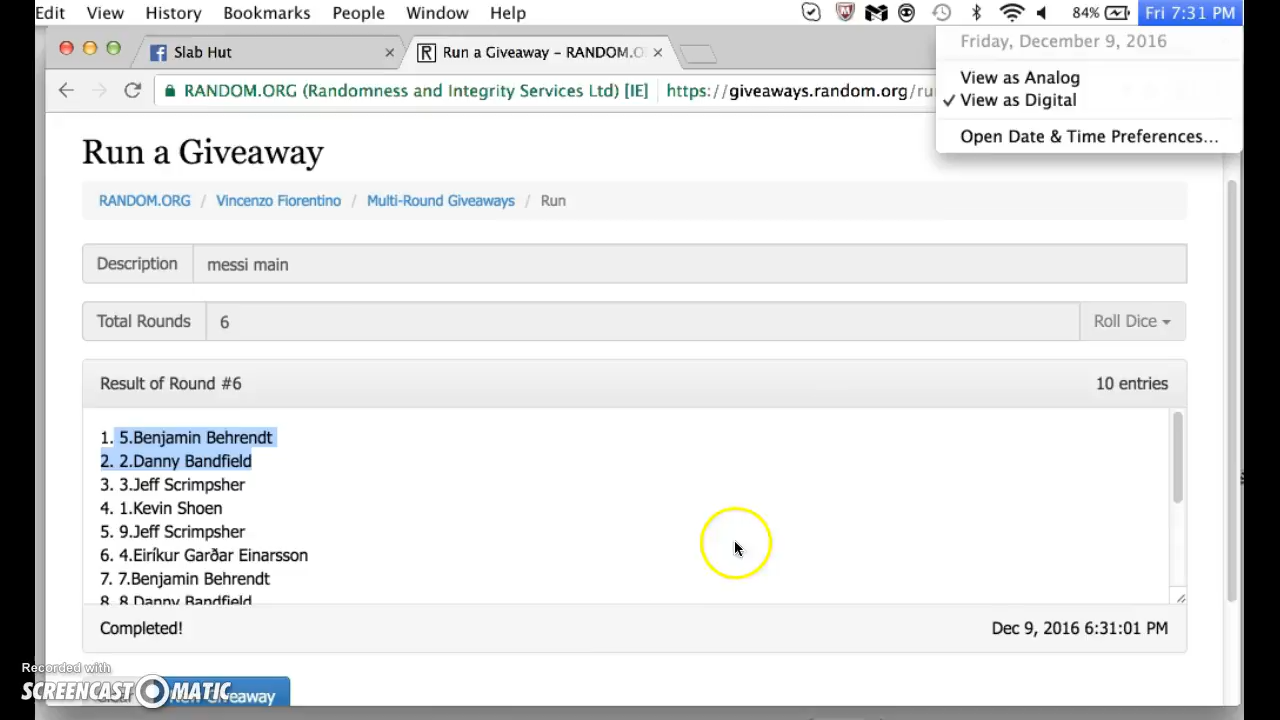 Edit View History Bookmarks People Window Help 84% Fri 7:31 PM
Friday, December 9, 2016
View as Analog
✓ View as Digital
Open Date & Time Preferences...
Slab Hut × Run a Giveaway – RANDOM.O ×
RANDOM.ORG (Randomness and Integrity Services Ltd) [IE] https://giveaways.random.org/ru
Run a Giveaway
RANDOM.ORG / Vincenzo Fiorentino / Multi-Round Giveaways / Run
Description messi main
Total Rounds 6 Roll Dice
Result of Round #6 10 entries
1. 5.Benjamin Behrendt
2. 2.Danny Bandfield
3. 3.Jeff Scrimpsher
4. 1.Kevin Shoen
5. 9.Jeff Scrimpsher
6. 4.Eiríkur Garðar Einarsson
7. 7.Benjamin Behrendt
8. 8.Danny Bandfield
Completed! Dec 9, 2016 6:31:01 PM
Recorded with
SCREENCAST-O-MATIC
Giveaway